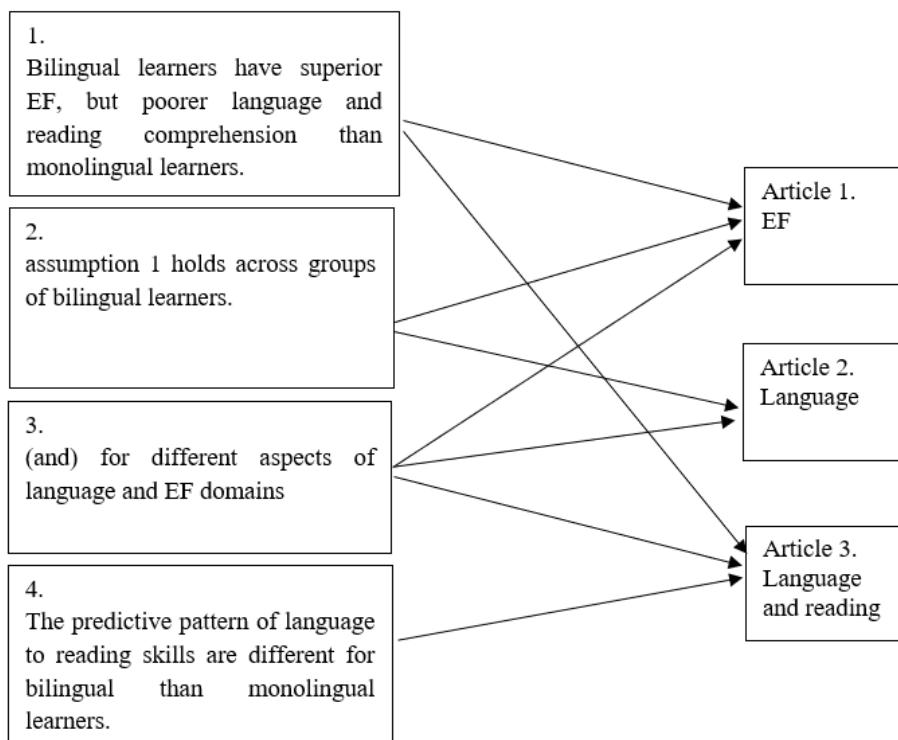 1.
Bilingual learners have superior
EF, but poorer language and
reading comprehension than
monolingual learners.
2.
assumption 1 holds across groups
of bilingual learners.
3.
(and) for different aspects of
language and EF domains
4.
The predictive pattern of language
to reading skills are different for
bilingual than monolingual
learners.
Article 1.
EF
Article 2.
Language
Article 3.
Language
and reading